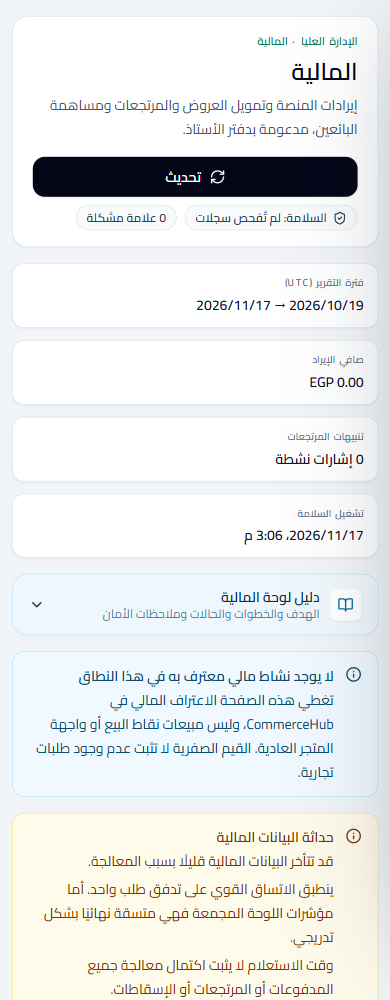 الإدارة العليا · المالية
المالية
إيرادات المنصة وتمويل العروض والمرتجعات ومساهمة
البائعين، مدعومة بدفتر الأستاذ.
تحديث
السلامة: لم تُفحص سجلات
0 علامة مشكلة
فترة التقرير (UTC)
2026/10/19 → 2026/11/17
صافي الإيراد
EGP 0.00
تنبيهات المرتجعات
0 إشارات نشطة
تشغيل السلامة
2026/11/17، 3:06 م
دليل لوحة المالية
الهدف والخطوات والحالات وملاحظات الأمان
لا يوجد نشاط مالي معترف به في هذا النطاق
تغطي هذه الصفحة الاعتراف المالي في
CommerceHub، وليس مبيعات نقاط البيع أو واجهة
المتجر العادية. القيم الصفرية لا تثبت عدم وجود طلبات
تجارية.
حداثة البيانات المالية
قد تتأخر البيانات المالية قليلًا بسبب المعالجة.
ينطبق الاتساق القوي على تدفق طلب واحد. أما
مؤشرات اللوحة المجمعة فهي متسقة نهائيًا بشكل
تدريجي.
وقت الاستعلام لا يثبت اكتمال معالجة جميع
المدفوعات أو المرتجعات أو الإسقاطات.